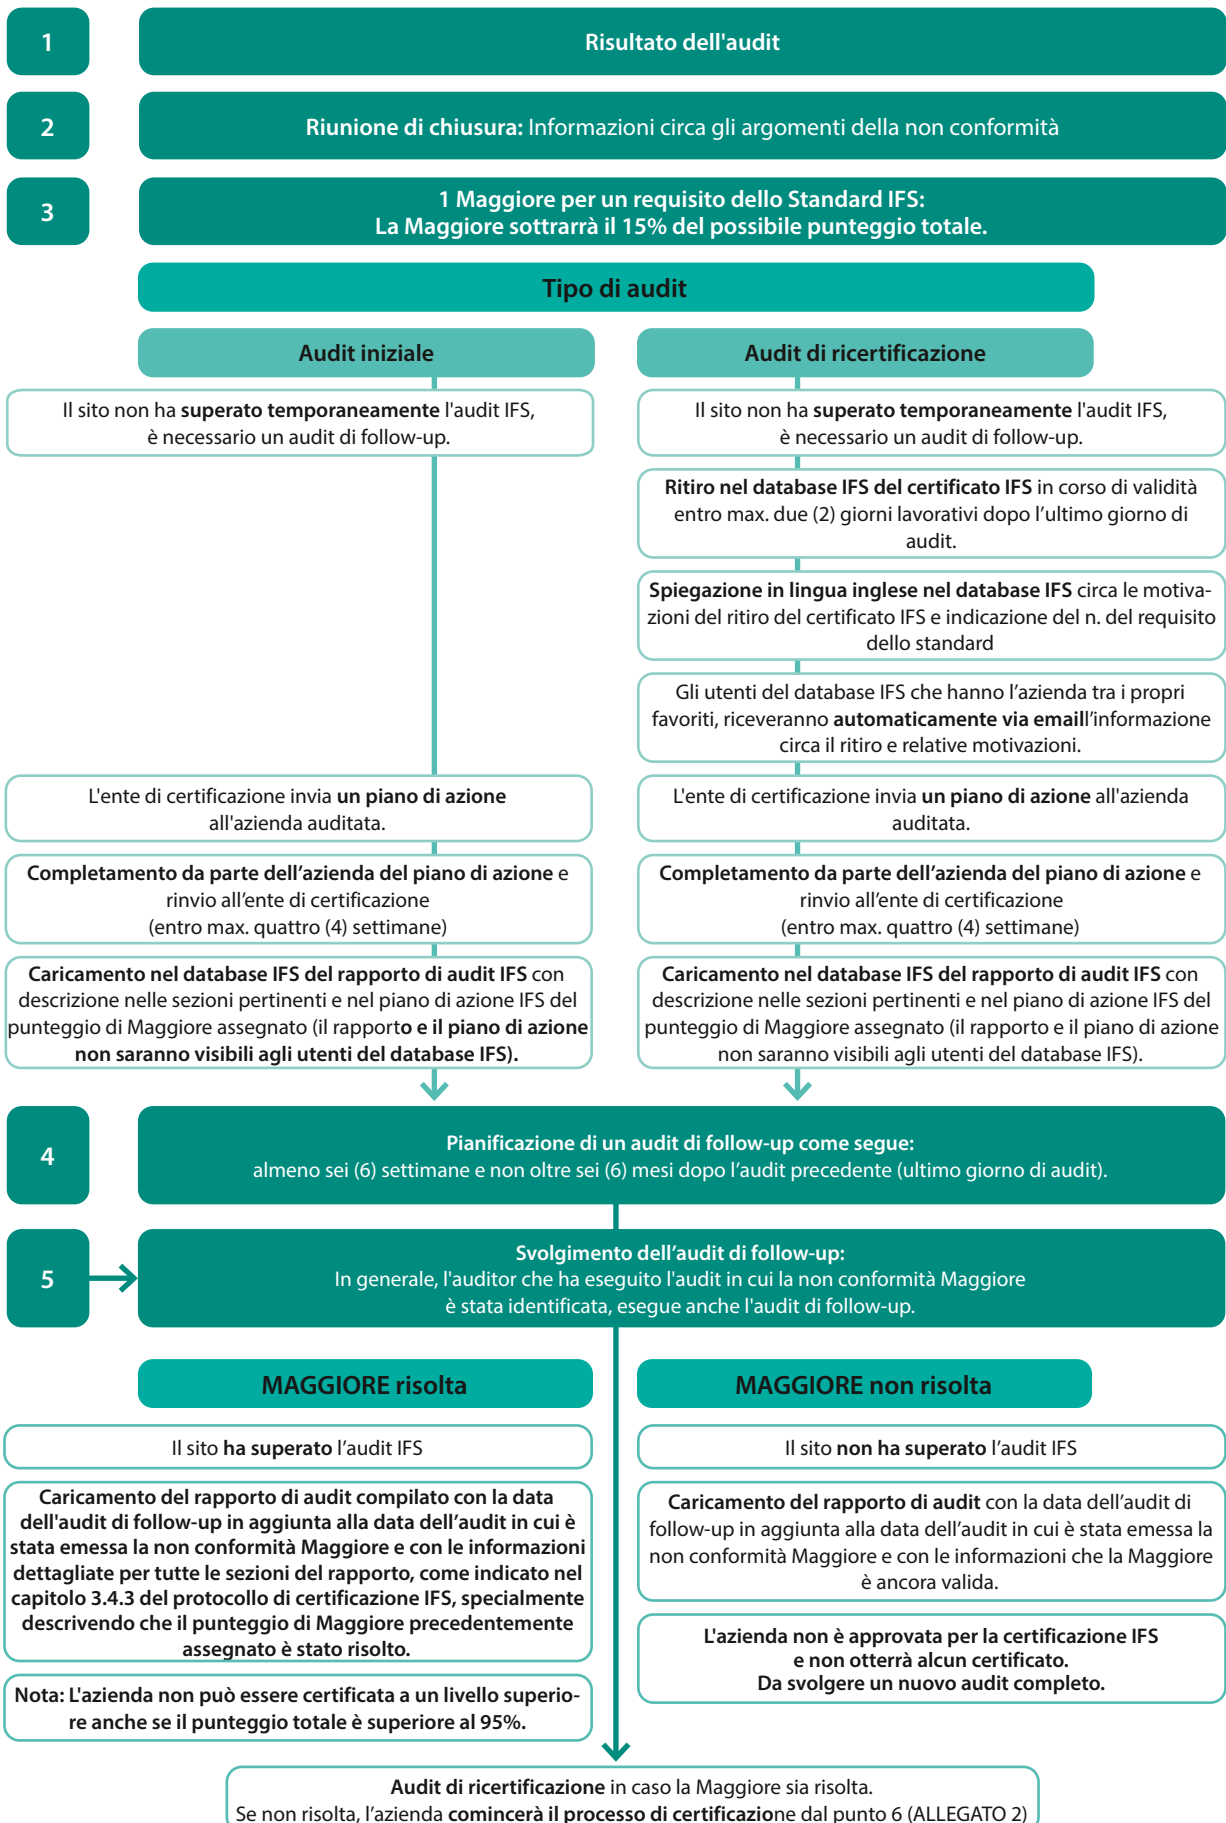 1
Risultato dell'audit
2
Riunione di chiusura: Informazioni circa gli argomenti della non conformità
3
1 Maggiore per un requisito dello Standard IFS:
La Maggiore sottrarrà il 15% del possibile punteggio totale.
Tipo di audit
Audit iniziale
Il sito non ha superato temporaneamente l'audit IFS,
è necessario un audit di follow-up.
L'ente di certificazione invia un piano di azione
all'azienda auditata.
Completamento da parte dell’azienda del piano di azione e
rinvio all’ente di certificazione
(entro max. quattro (4) settimane)
Caricamento nel database IFS del rapporto di audit IFS con
descrizione nelle sezioni pertinenti e nel piano di azione IFS del
punteggio di Maggiore assegnato (il rapporto e il piano di azione
non saranno visibili agli utenti del database IFS).
Audit di ricertificazione
Il sito non ha superato temporaneamente l'audit IFS,
è necessario un audit di follow-up.
Ritiro nel database IFS del certificato IFS in corso di validità
entro max. due (2) giorni lavorativi dopo l’ultimo giorno di
audit.
Spiegazione in lingua inglese nel database IFS circa le motiva-
zioni del ritiro del certificato IFS e indicazione del n. del requisito
dello standard
Gli utenti del database IFS che hanno l’azienda tra i propri
favoriti, riceveranno automaticamente via emaill’informazione
circa il ritiro e relative motivazioni.
L'ente di certificazione invia un piano di azione all'azienda
auditata.
Completamento da parte dell’azienda del piano di azione e
rinvio all’ente di certificazione
(entro max. quattro (4) settimane)
Caricamento nel database IFS del rapporto di audit IFS con
descrizione nelle sezioni pertinenti e nel piano di azione IFS del
punteggio di Maggiore assegnato (il rapporto e il piano di azione
non saranno visibili agli utenti del database IFS).
4
Pianificazione di un audit di follow-up come segue:
almeno sei (6) settimane e non oltre sei (6) mesi dopo l’audit precedente (ultimo giorno di audit).
5
Svolgimento dell’audit di follow-up:
In generale, l'auditor che ha eseguito l'audit in cui la non conformità Maggiore
è stata identificata, esegue anche l'audit di follow-up.
MAGGIORE risolta
Il sito ha superato l’audit IFS
Caricamento del rapporto di audit compilato con la data
dell'audit di follow-up in aggiunta alla data dell’audit in cui è
stata emessa la non conformità Maggiore e con le informazioni
dettagliate per tutte le sezioni del rapporto, come indicato nel
capitolo 3.4.3 del protocollo di certificazione IFS, specialmente
descrivendo che il punteggio di Maggiore precedentemente
assegnato è stato risolto.
Nota: L'azienda non può essere certificata a un livello superio-
re anche se il punteggio totale è superiore al 95%.
MAGGIORE non risolta
Il sito non ha superato l’audit IFS
Caricamento del rapporto di audit con la data dell’audit di
follow-up in aggiunta alla data dell’audit in cui è stata emessa la
non conformità Maggiore e con le informazioni che la Maggiore
è ancora valida.
L'azienda non è approvata per la certificazione IFS
e non otterrà alcun certificato.
Da svolgere un nuovo audit completo.
Audit di ricertificazione in caso la Maggiore sia risolta.
Se non risolta, l’azienda comincerà il processo di certificazione dal punto 6 (ALLEGATO 2)